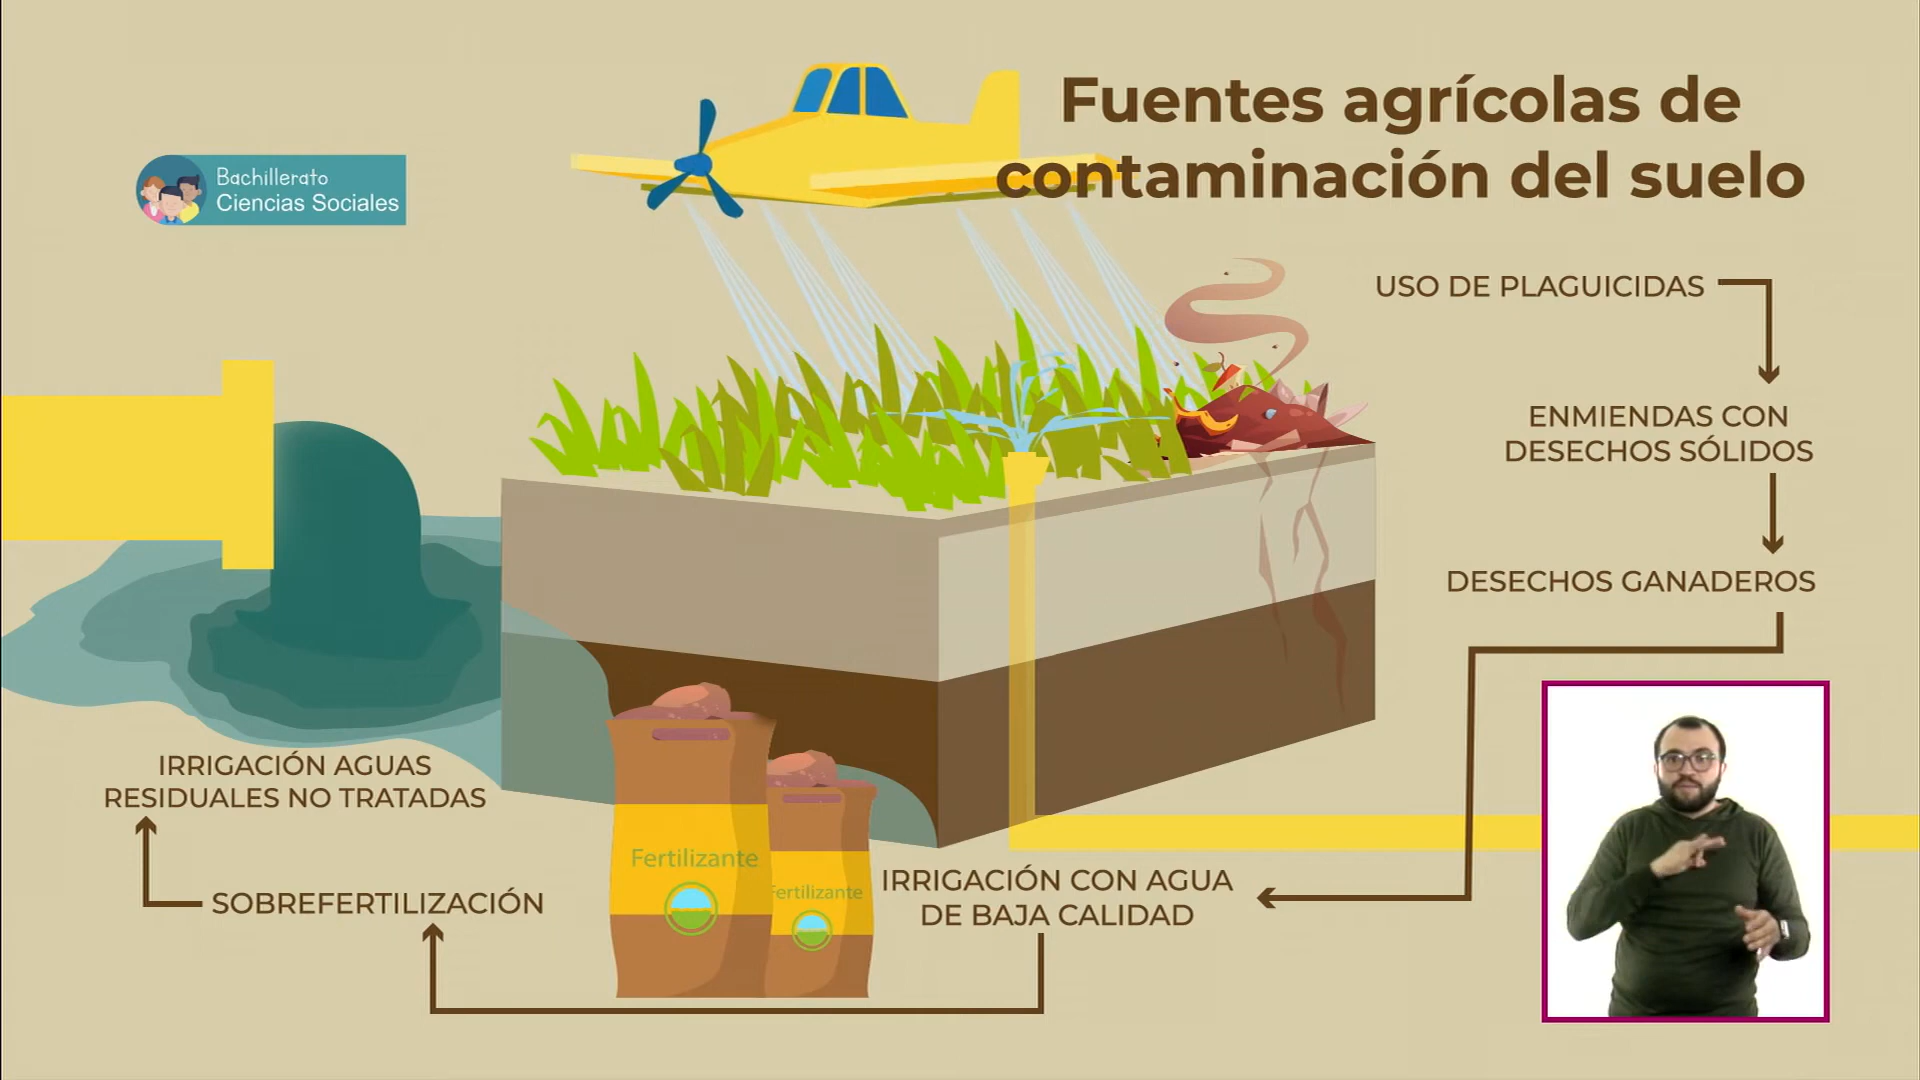 Bachillerato
Ciencias Sociales
Fuentes agrícolas de
contaminación del suelo
USO DE PLAGUICIDAS
ENMIENDAS CON
DESECHOS SÓLIDOS
DESECHOS GANADEROS
IRRIGACIÓN CON AGUA
DE BAJA CALIDAD
SOBREFERTILIZACIÓN
IRRIGACIÓN AGUAS
RESIDUALES NO TRATADAS
Fertilizante
Fertilizante